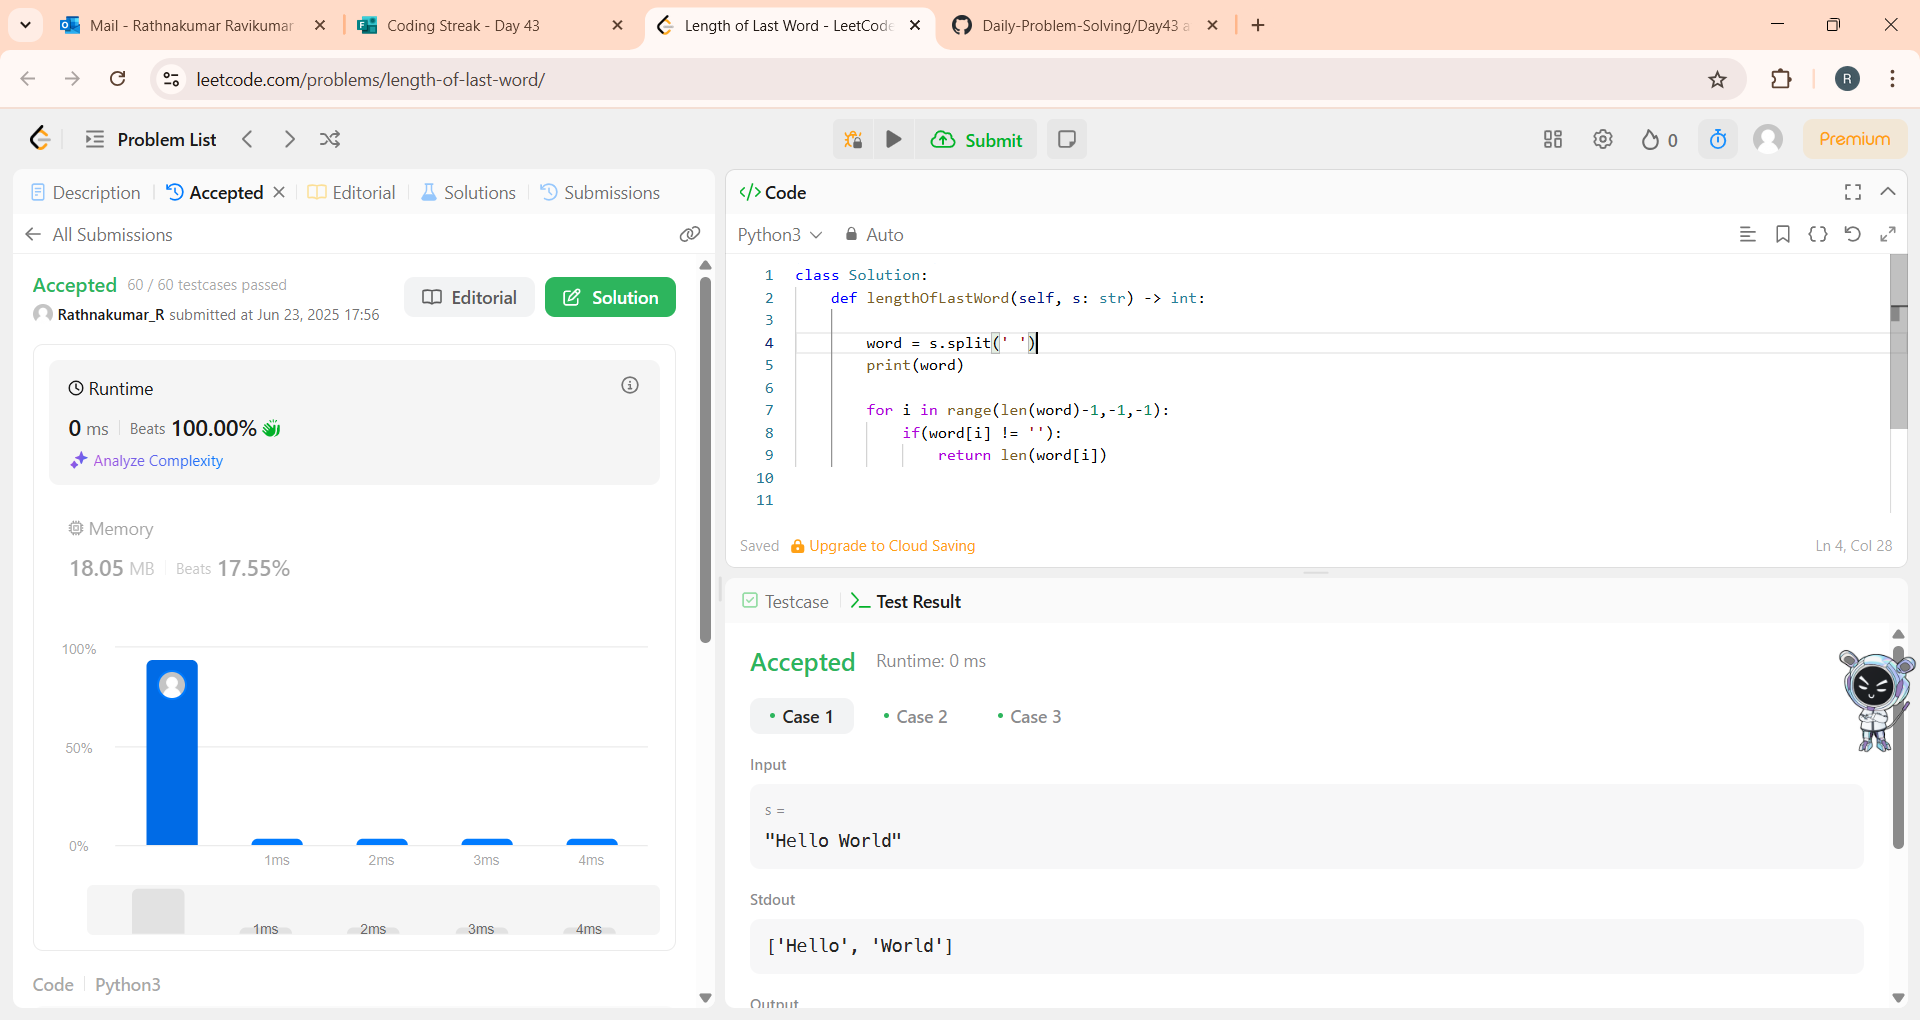 Mail - Rathnakumar Ravikumar
Coding Streak - Day 43
Length of Last Word - LeetCode
Daily-Problem-Solving/Day43 a
leetcode.com/problems/length-of-last-word/
R
Problem List
Submit
0
Premium
Description
Accepted
Editorial
Solutions
Submissions
All Submissions
Accepted 60 / 60 testcases passed
Rathnakumar_R submitted at Jun 23, 2025 17:56
Editorial
Solution
Runtime
0 ms Beats 100.00%
Analyze Complexity
Memory
18.05 MB Beats 17.55%
100%
50%
0%
1ms 2ms 3ms 4ms
1ms 2ms 3ms 4ms
Code Python3
</> Code
Python3 Auto
1 class Solution:
2 def lengthOfLastWord(self, s: str) -> int:
3
4 word = s.split(' ')
5 print(word)
6
7 for i in range(len(word)-1,-1,-1):
8 if(word[i] != ''):
9 return len(word[i])
10
11
Saved Upgrade to Cloud Saving
Ln 4, Col 28
Testcase
Test Result
Accepted Runtime: 0 ms
Case 1 Case 2 Case 3
Input
s =
"Hello World"
Stdout
['Hello', 'World']
Output